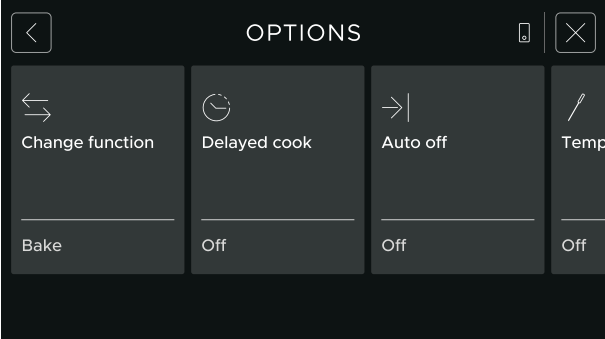 OPTIONS
Change function
Delayed cook
Auto off
Temp
Bake
Off
Off
Off